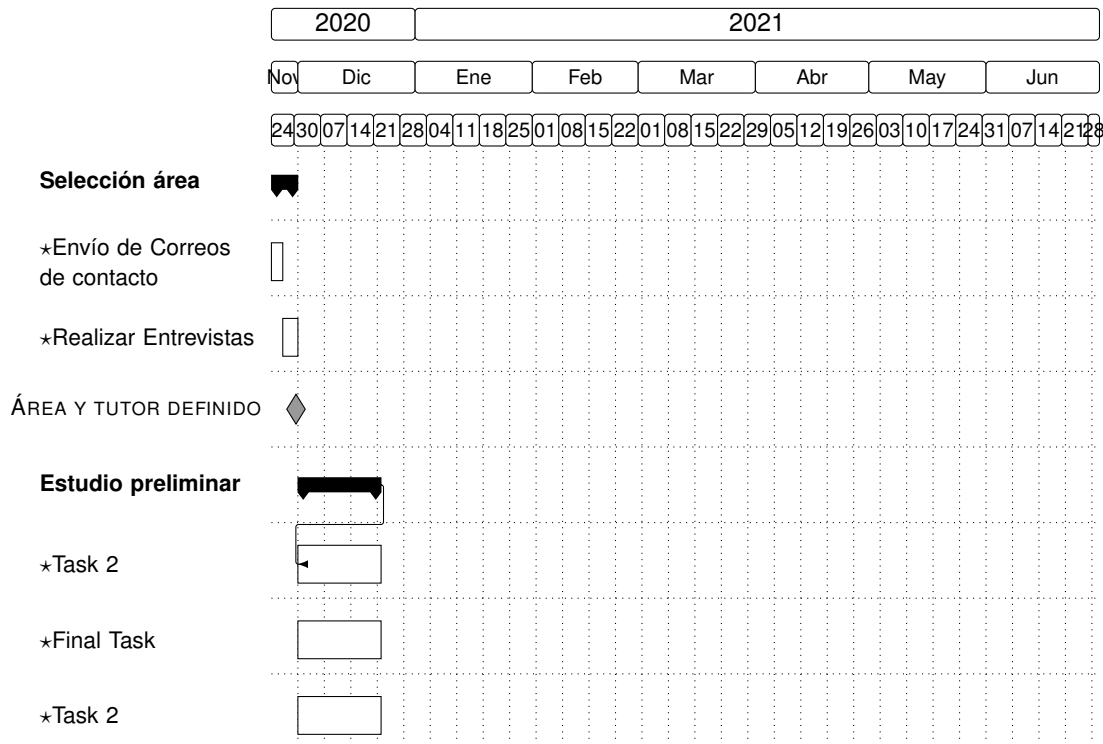 2020 2021
Nov Dic Ene Feb Mar Abr May Jun
24 30 07 14 21 28 04 11 18 25 01 08 15 22 01 08 15 22 29 05 12 19 26 03 10 17 24 31 07 14 21 28
Selección área
⋆Envío de Correos
de contacto
⋆Realizar Entrevistas
ÁREA Y TUTOR DEFINIDO
Estudio preliminar
⋆Task 2
⋆Final Task
⋆Task 2